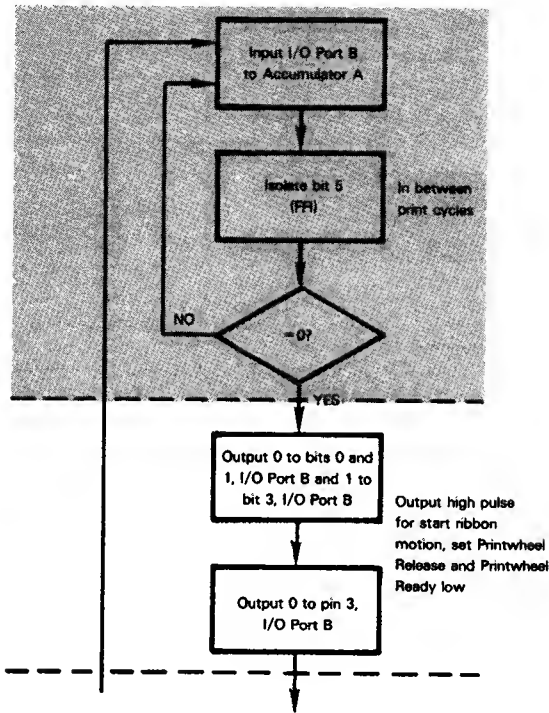 Input I/O Port B
to Accumulator A
Isolate bit 5
(FFI)
In between
print cycles
NO
= 0?
YES
Output 0 to bits 0 and
1, I/O Port B and 1 to
bit 3, I/O Port B
Output high pulse
for start ribbon
motion, set Printwheel
Release and Printwheel
Ready low
Output 0 to pin 3,
I/O Port B